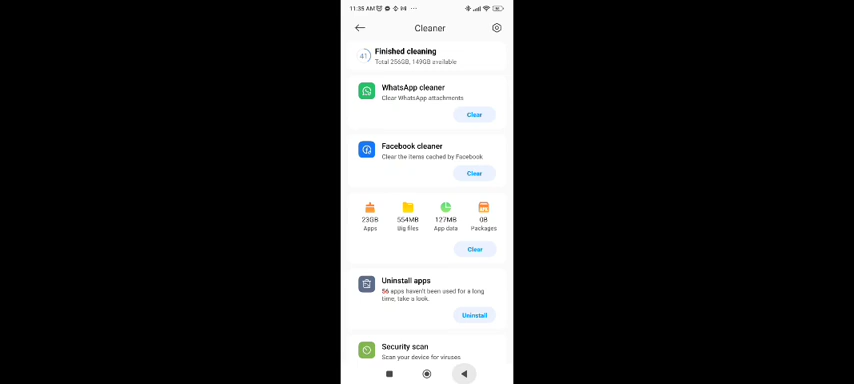 11:35 AM
Cleaner
41
Finished cleaning
Total 256GB, 149GB available
WhatsApp cleaner
Clear WhatsApp attachments
Clear
Facebook cleaner
Clear the items cached by Facebook
Clear
23GB 554MB 127MB 0B
Apps Big files App data Packages
Clear
Uninstall apps
56 apps haven't been used for a long
time, take a look.
Uninstall
Security scan
Scan your device for viruses